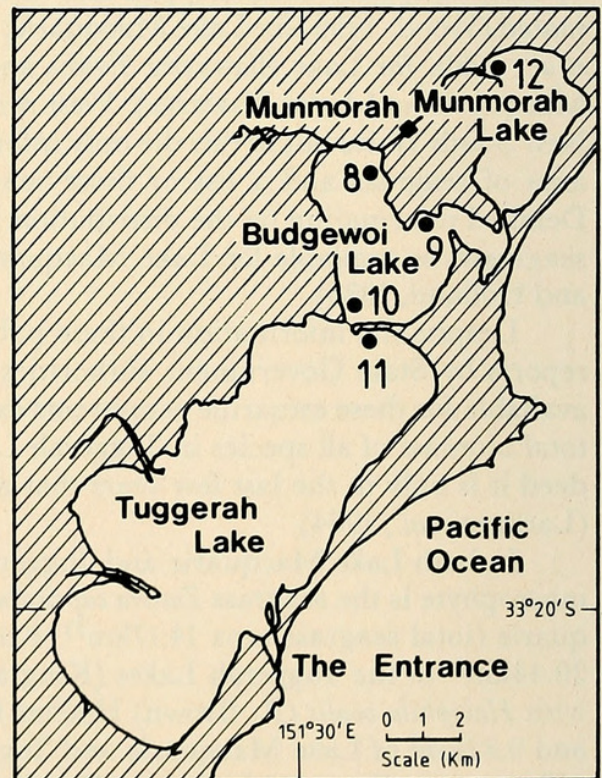 12
Munmorah
Munmorah
Lake
8
Budgewoi
Lake
9
10
11
Tuggerah
Lake
Pacific
Ocean
33°20'S
The Entrance
151°30'E
0 1 2
Scale (Km)